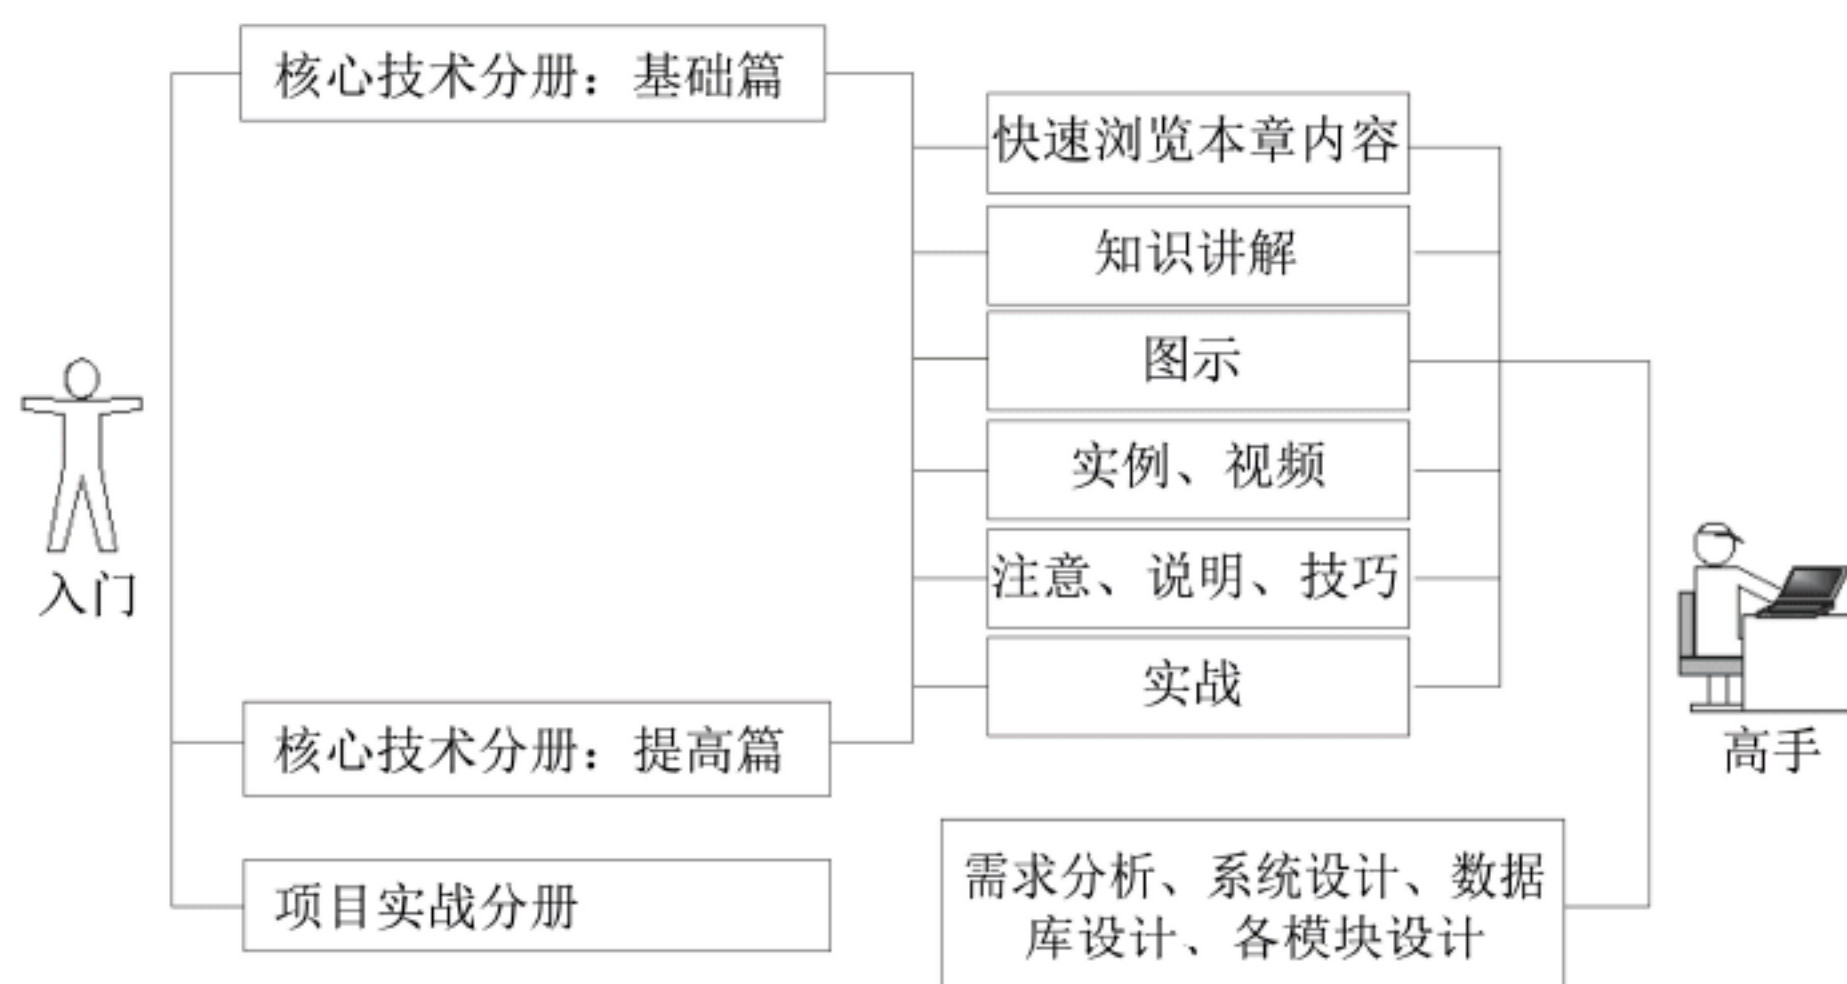 核心技术分册：基础篇
快速浏览本章内容
知识讲解
图示
实例、视频
注意、说明、技巧
实战
入门
核心技术分册：提高篇
高手
项目实战分册
需求分析、系统设计、数据
库设计、各模块设计